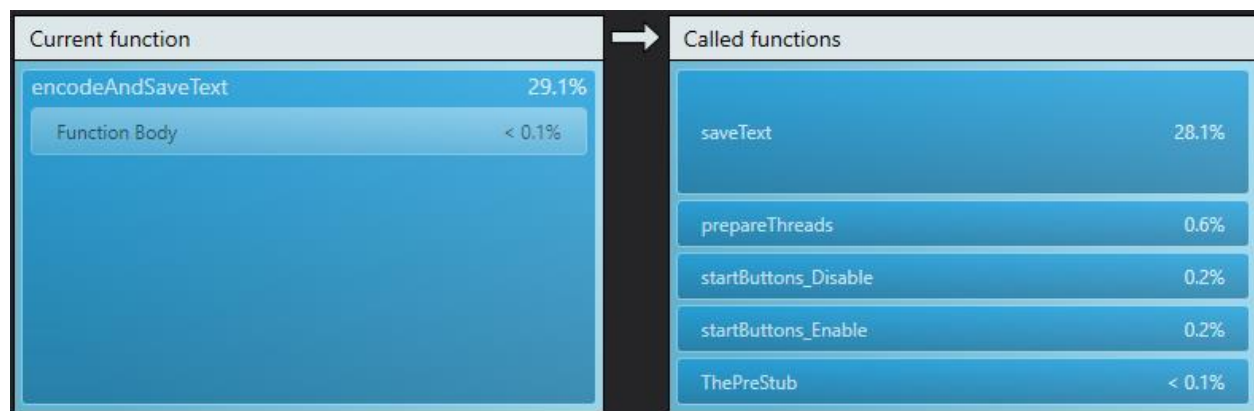 Current function
encodeAndSaveText 29.1%
Function Body < 0.1%
Called functions
saveText 28.1%
prepareThreads 0.6%
startButtons_Disable 0.2%
startButtons_Enable 0.2%
ThePreStub < 0.1%